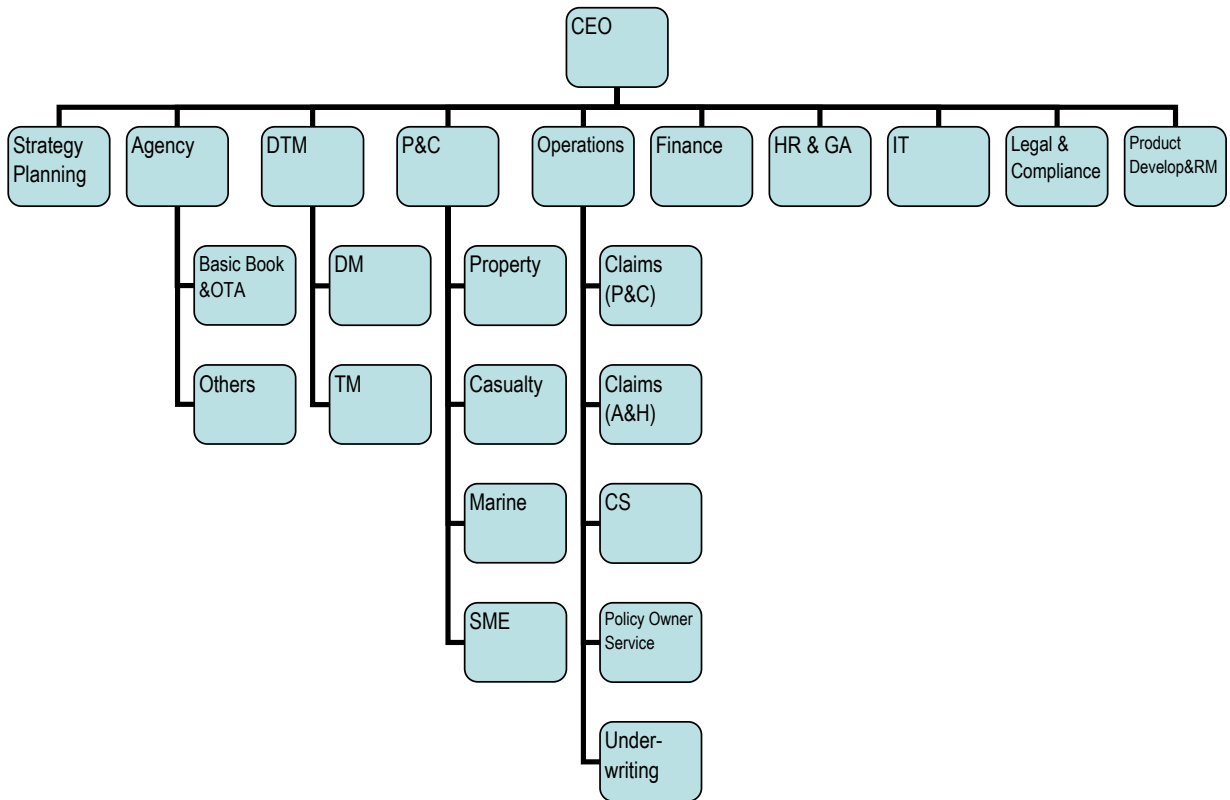 CEO
Strategy
Planning
Agency
DTM
P&C
Operations
Finance
HR & GA
IT
Legal &
Compliance
Product
Develop&RM
Basic Book
&OTA
DM
Property
Claims
(P&C)
Others
TM
Casualty
Claims
(A&H)
Marine
CS
SME
Policy Owner
Service
Under-
writing